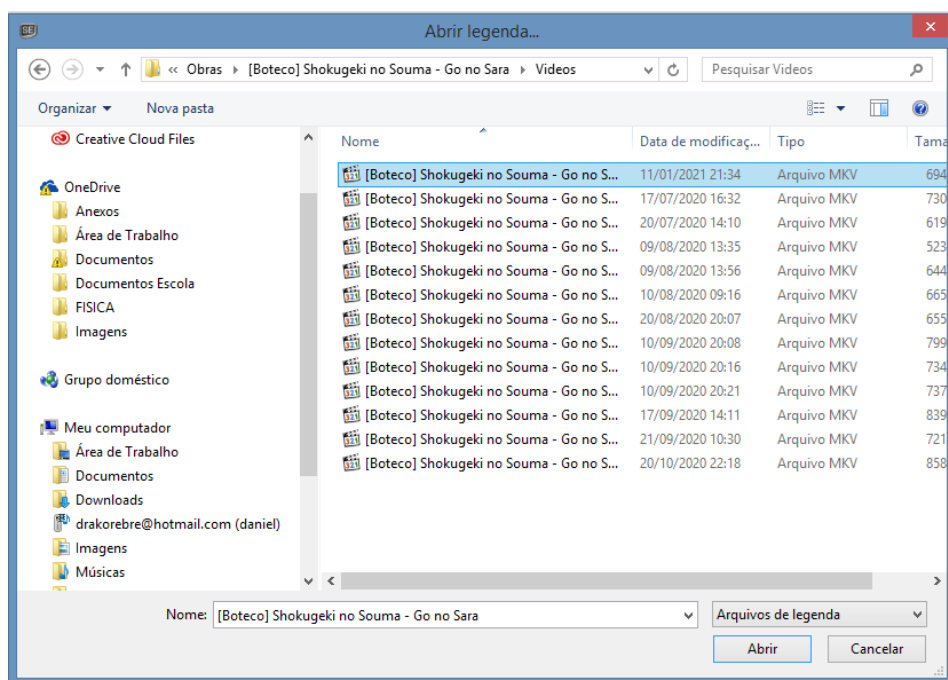 SE Abrir legenda...
« Obras [Boteco] Shokugeki no Souma - Go no Sara Videos Pesquisar Videos
Organizar Nova pasta
Creative Cloud Files
OneDrive
Anexos
Área de Trabalho
Documentos
Documentos Escola
FISICA
Imagens
Grupo doméstico
Meu computador
Área de Trabalho
Documentos
Downloads
drakorebre@hotmail.com (daniel)
Imagens
Músicas
Nome Data de modificaç... Tipo Tama
[Boteco] Shokugeki no Souma - Go no S... 11/01/2021 21:34 Arquivo MKV 694
[Boteco] Shokugeki no Souma - Go no S... 17/07/2020 16:32 Arquivo MKV 730
[Boteco] Shokugeki no Souma - Go no S... 20/07/2020 14:10 Arquivo MKV 619
[Boteco] Shokugeki no Souma - Go no S... 09/08/2020 13:35 Arquivo MKV 523
[Boteco] Shokugeki no Souma - Go no S... 09/08/2020 13:56 Arquivo MKV 644
[Boteco] Shokugeki no Souma - Go no S... 10/08/2020 09:16 Arquivo MKV 665
[Boteco] Shokugeki no Souma - Go no S... 20/08/2020 20:07 Arquivo MKV 655
[Boteco] Shokugeki no Souma - Go no S... 10/09/2020 20:08 Arquivo MKV 799
[Boteco] Shokugeki no Souma - Go no S... 10/09/2020 20:16 Arquivo MKV 734
[Boteco] Shokugeki no Souma - Go no S... 10/09/2020 20:21 Arquivo MKV 737
[Boteco] Shokugeki no Souma - Go no S... 17/09/2020 14:11 Arquivo MKV 839
[Boteco] Shokugeki no Souma - Go no S... 21/09/2020 10:30 Arquivo MKV 721
[Boteco] Shokugeki no Souma - Go no S... 20/10/2020 22:18 Arquivo MKV 858
Nome: [Boteco] Shokugeki no Souma - Go no Sara Arquivos de legenda
Abrir Cancelar